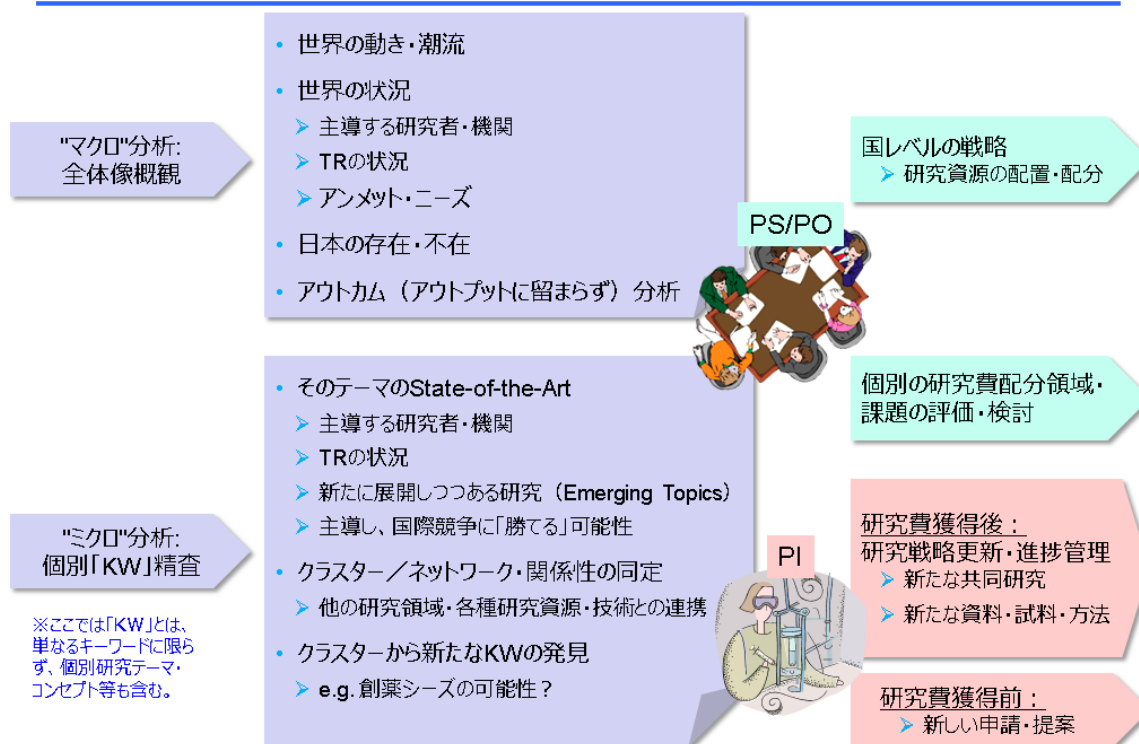 "マクロ"分析:
全体像概観
• 世界の動き・潮流
• 世界の状況
➢ 主導する研究者・機関
➢ TRの状況
➢ アンメット・ニーズ
• 日本の存在・不在
• アウトカム（アウトプットに留まらず）分析
PS/PO
国レベルの戦略
➢ 研究資源の配置・配分
個別の研究費配分領域・
課題の評価・検討
"ミクロ"分析:
個別「KW」精査
※ここでは「KW」とは、
単なるキーワードに限ら
ず、個別研究テーマ・
コンセプト等も含む。
• そのテーマのState-of-the-Art
➢ 主導する研究者・機関
➢ TRの状況
➢ 新たに展開しつつある研究（Emerging Topics）
➢ 主導し、国際競争に「勝てる」可能性
• クラスター／ネットワーク・関係性の同定
➢ 他の研究領域・各種研究資源・技術との連携
• クラスターから新たなKWの発見
➢ e.g. 創薬シーズの可能性？
PI
研究費獲得後：
研究戦略更新・進捗管理
➢ 新たな共同研究
➢ 新たな資料・試料・方法
研究費獲得前：
➢ 新しい申請・提案